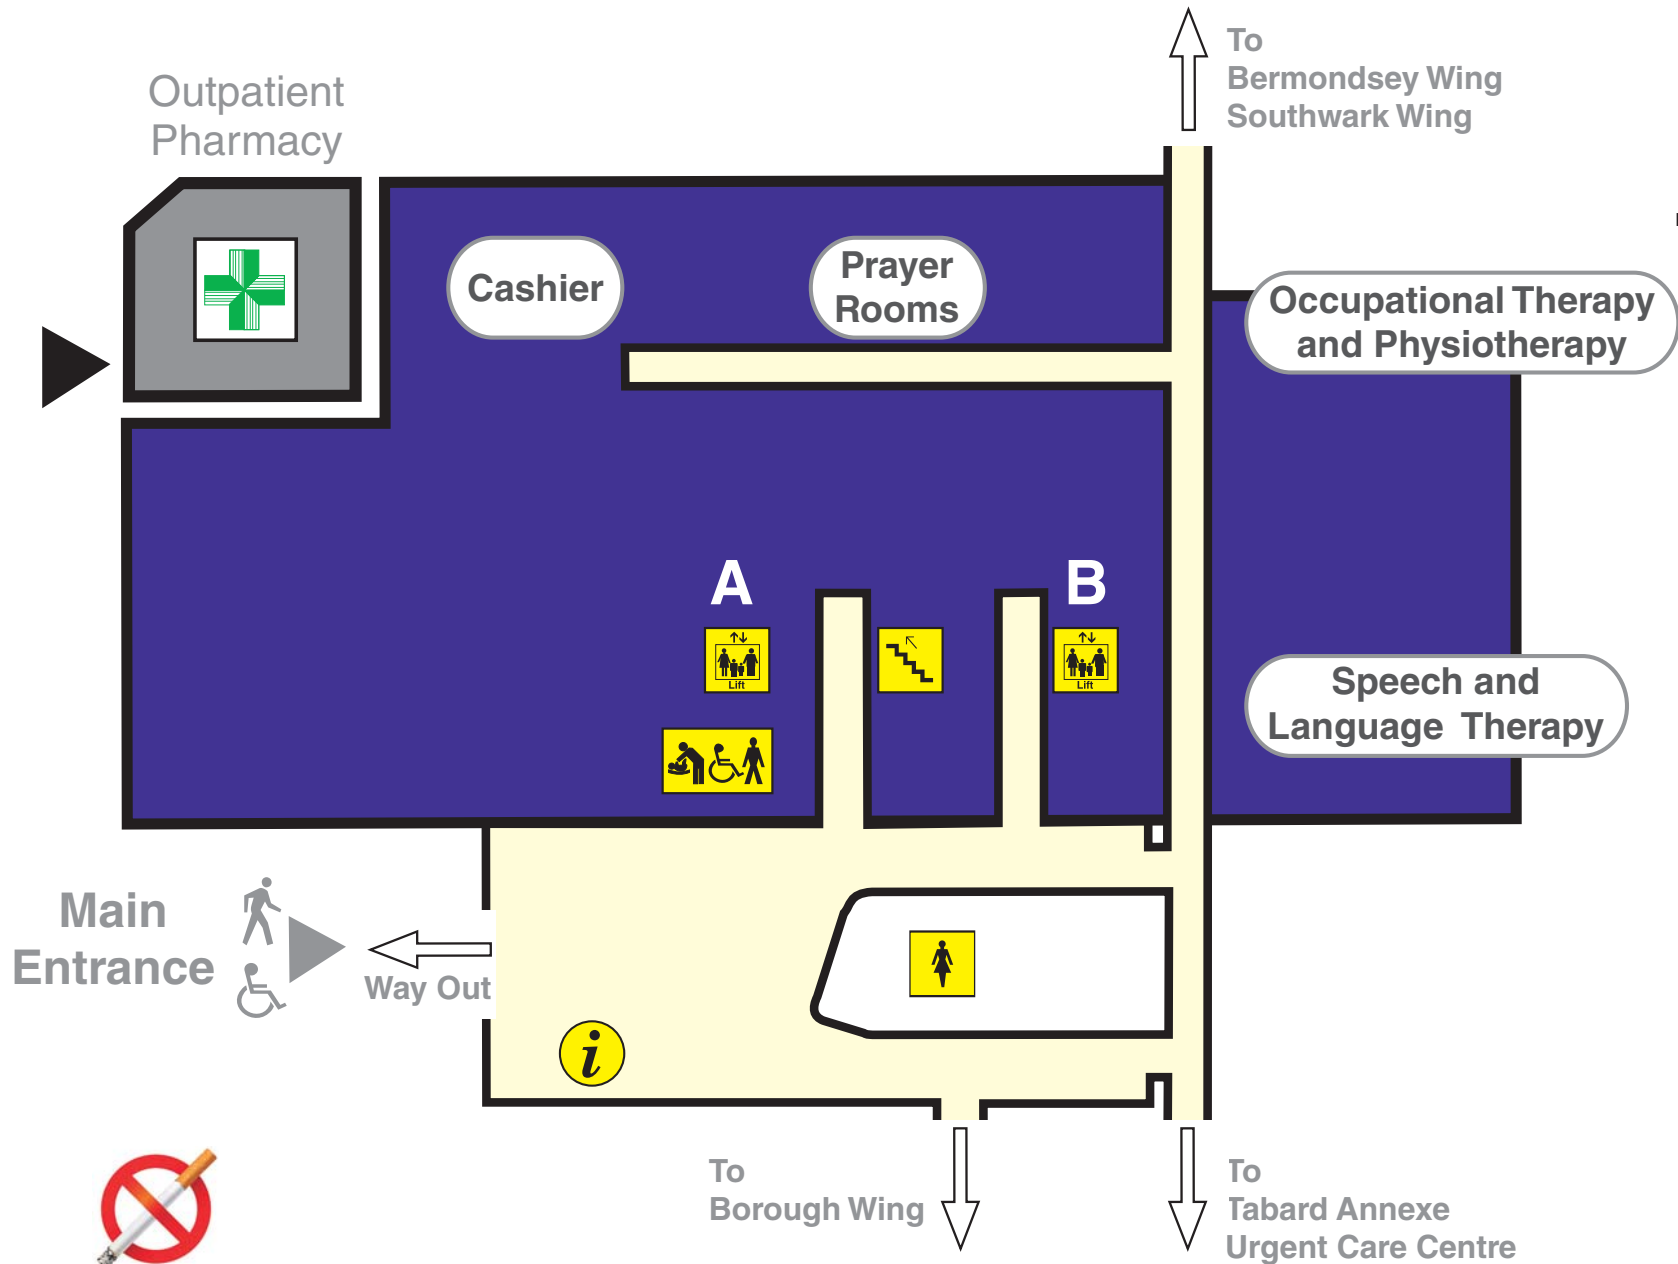 To
Bermondsey Wing
Southwark Wing
Outpatient
Pharmacy
Cashier
Prayer
Rooms
Occupational Therapy
and Physiotherapy
A
B
Lift
Lift
Speech and
Language Therapy
Main
Entrance
Way Out
i
To
Borough Wing
To
Tabard Annexe
Urgent Care Centre